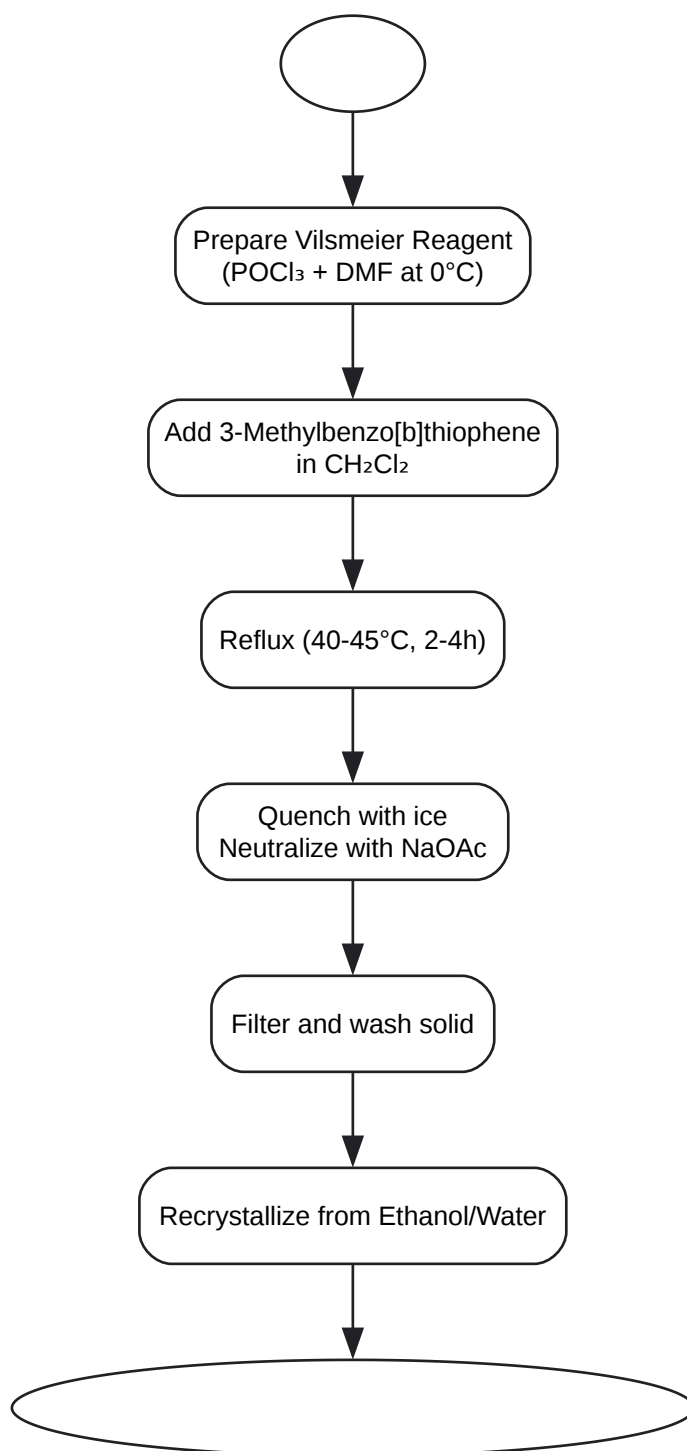 Prepare Vilsmeier Reagent
(POCl₃ + DMF at 0°C)
Add 3-Methylbenzo[b]thiophene
in CH₂Cl₂
Reflux (40-45°C, 2-4h)
Quench with ice
Neutralize with NaOAc
Filter and wash solid
Recrystallize from Ethanol/Water